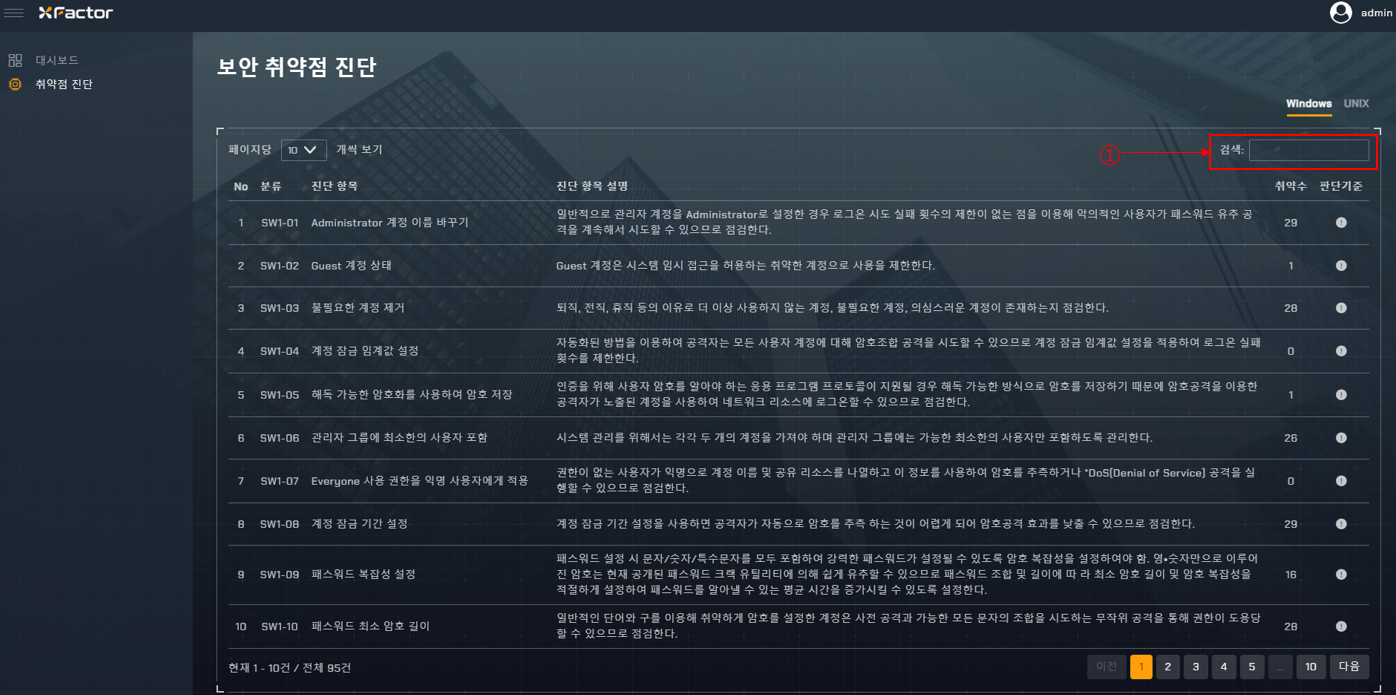 XFactor
admin
대시보드
취약점 진단
보안 취약점 진단
Windows UNIX
페이지당 10 개씩 보기
① 검색:
No 분류 진단 항목 진단 항목 설명 취약수 판단기준
1 SW1-01 Administrator 계정 이름 바꾸기 일반적으로 관리자 계정을 Administrator로 설정한 경우 로그온 시도 실패 횟수의 제한이 없는 점을 이용해 악의적인 사용자가 패스워드 유추 공
격을 계속해서 시도할 수 있으므로 점검한다. 29
2 SW1-02 Guest 계정 상태 Guest 계정은 시스템 임시 접근을 허용하는 취약한 계정으로 사용을 제한한다. 1
3 SW1-03 불필요한 계정 제거 퇴직, 전직, 휴직 등의 이유로 더 이상 사용하지 않는 계정, 불필요한 계정, 의심스러운 계정이 존재하는지 점검한다. 28
4 SW1-04 계정 잠금 임계값 설정 자동화된 방법을 이용하여 공격자는 모든 사용자 계정에 대해 암호조합 공격을 시도할 수 있으므로 계정 잠금 임계값 설정을 적용하여 로그온 실패
횟수를 제한한다. 0
5 SW1-05 해독 가능한 암호화를 사용하여 암호 저장 인증을 위해 사용자 암호를 알아야 하는 응용 프로그램 프로토콜이 지원될 경우 해독 가능한 방식으로 암호를 저장하기 때문에 암호공격을 이용한
공격자가 노출된 계정을 사용하여 네트워크 리소스에 로그온할 수 있으므로 점검한다. 1
6 SW1-06 관리자 그룹에 최소한의 사용자 포함 시스템 관리를 위해서는 각각 두 개의 계정을 가져야 하며 관리자 그룹에는 가능한 최소한의 사용자만 포함하도록 관리한다. 26
7 SW1-07 Everyone 사용 권한을 익명 사용자에게 적용 권한이 없는 사용자가 익명으로 계정 이름 및 공유 리소스를 나열하고 이 정보를 사용하여 암호를 추측하거나 *DoS(Denial of Service) 공격을 실
행할 수 있으므로 점검한다. 0
8 SW1-08 계정 잠금 기간 설정 계정 잠금 기간 설정을 사용하면 공격자가 자동으로 암호를 추측 하는 것이 어렵게 되어 암호공격 효과를 낮출 수 있으므로 점검한다. 29
9 SW1-09 패스워드 복잡성 설정 패스워드 설정 시 문자/숫자/특수문자를 모두 포함하여 강력한 패스워드가 설정될 수 있도록 암호 복잡성을 설정하여야 함. 영•숫자만으로 이루어
진 암호는 현재 공개된 패스워드 크랙 유틸리티에 의해 쉽게 유추할 수 있으므로 패스워드 조합 및 길이에 따 라 최소 암호 길이 및 암호 복잡성을
적절하게 설정하여 패스워드를 알아낼 수 있는 평균 시간을 증가시킬 수 있도록 설정한다. 16
10 SW1-10 패스워드 최소 암호 길이 일반적인 단어와 구를 이용해 취약하게 암호를 설정한 계정은 사전 공격과 가능한 모든 문자의 조합을 시도하는 무작위 공격을 통해 권한이 도용당
할 수 있으므로 점검한다. 28
현재 1 - 10건 / 전체 95건 이전 1 2 3 4 5 … 10 다음